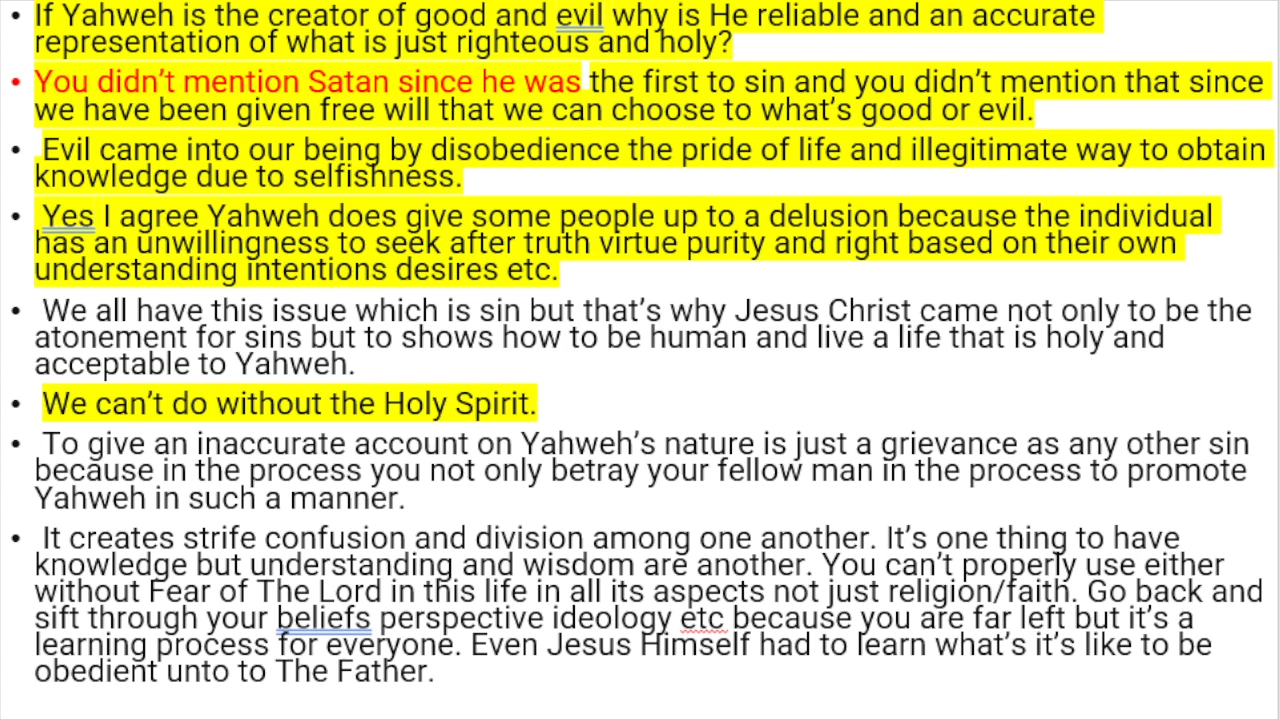 • If Yahweh is the creator of good and evil why is He reliable and an accurate
representation of what is just righteous and holy?
• You didn’t mention Satan since he was the first to sin and you didn’t mention that since
we have been given free will that we can choose to what’s good or evil.
• Evil came into our being by disobedience the pride of life and illegitimate way to obtain
knowledge due to selfishness.
• Yes I agree Yahweh does give some people up to a delusion because the individual
has an unwillingness to seek after truth virtue purity and right based on their own
understanding intentions desires etc.
• We all have this issue which is sin but that’s why Jesus Christ came not only to be the
atonement for sins but to shows how to be human and live a life that is holy and
acceptable to Yahweh.
• We can’t do without the Holy Spirit.
• To give an inaccurate account on Yahweh’s nature is just a grievance as any other sin
because in the process you not only betray your fellow man in the process to promote
Yahweh in such a manner.
• It creates strife confusion and division among one another. It’s one thing to have
knowledge but understanding and wisdom are another. You can’t properly use either
without Fear of The Lord in this life in all its aspects not just religion/faith. Go back and
sift through your beliefs perspective ideology etc because you are far left but it’s a
learning process for everyone. Even Jesus Himself had to learn what’s it’s like to be
obedient unto to The Father.